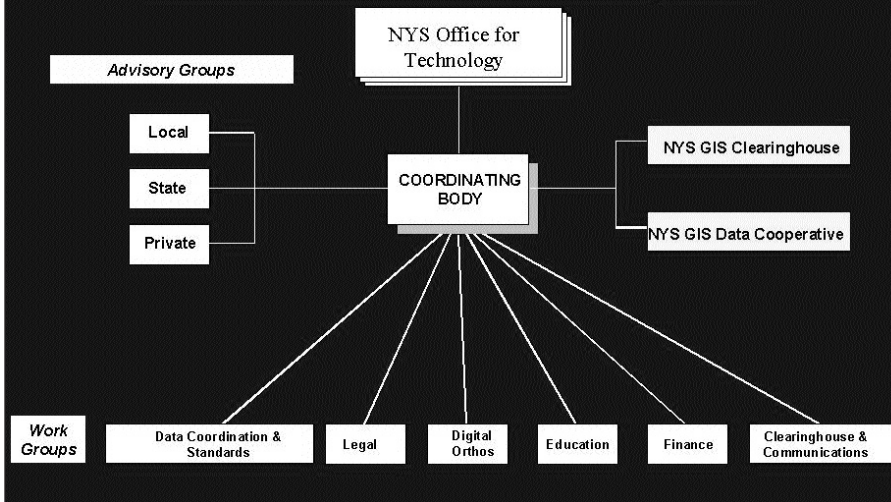 NYS Office for
Technology
Advisory Groups
Local
State
Private
COORDINATING
BODY
NYS GIS Clearinghouse
NYS GIS Data Cooperative
Work
Groups
Data Coordination &
Standards
Legal
Digital
Orthos
Education
Finance
Clearinghouse &
Communications